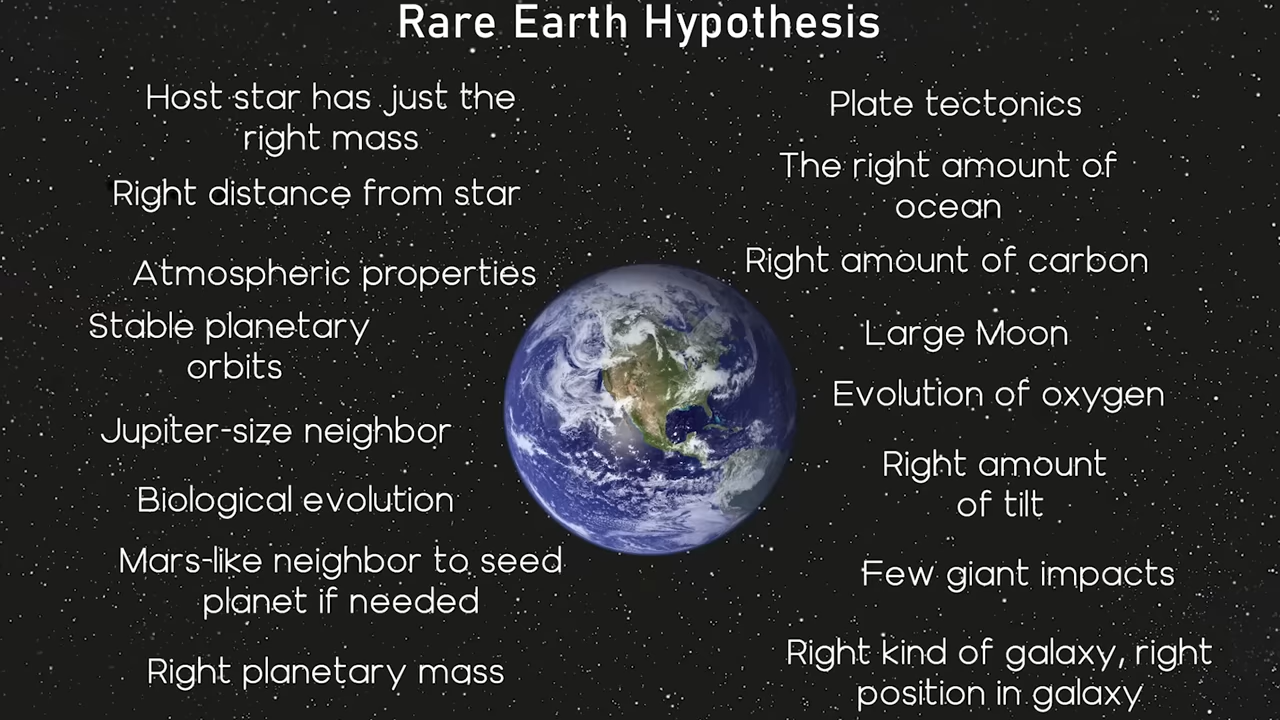 Rare Earth Hypothesis
Host star has just the
right mass
Right distance from star
Atmospheric properties
Stable planetary
orbits
Jupiter-size neighbor
Biological evolution
Mars-like neighbor to seed
planet if needed
Right planetary mass
Plate tectonics
The right amount of
ocean
Right amount of carbon
Large Moon
Evolution of oxygen
Right amount
of tilt
Few giant impacts
Right kind of galaxy, right
position in galaxy